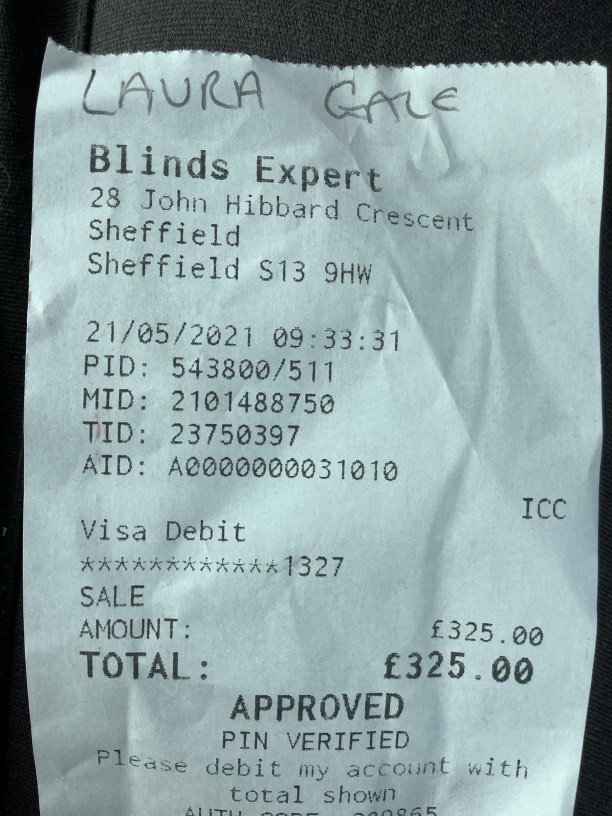 LAURA GALE
Blinds Expert
28 John Hibbard Crescent
Sheffield
Sheffield S13 9HW
21/05/2021 09:33:31
PID: 543800/511
MID: 2101488750
TID: 23750397
AID: A0000000031010
ICC
Visa Debit
************1327
SALE
AMOUNT: £325.00
TOTAL: £325.00
APPROVED
PIN VERIFIED
Please debit my account with
total shown
AUTH CODE: